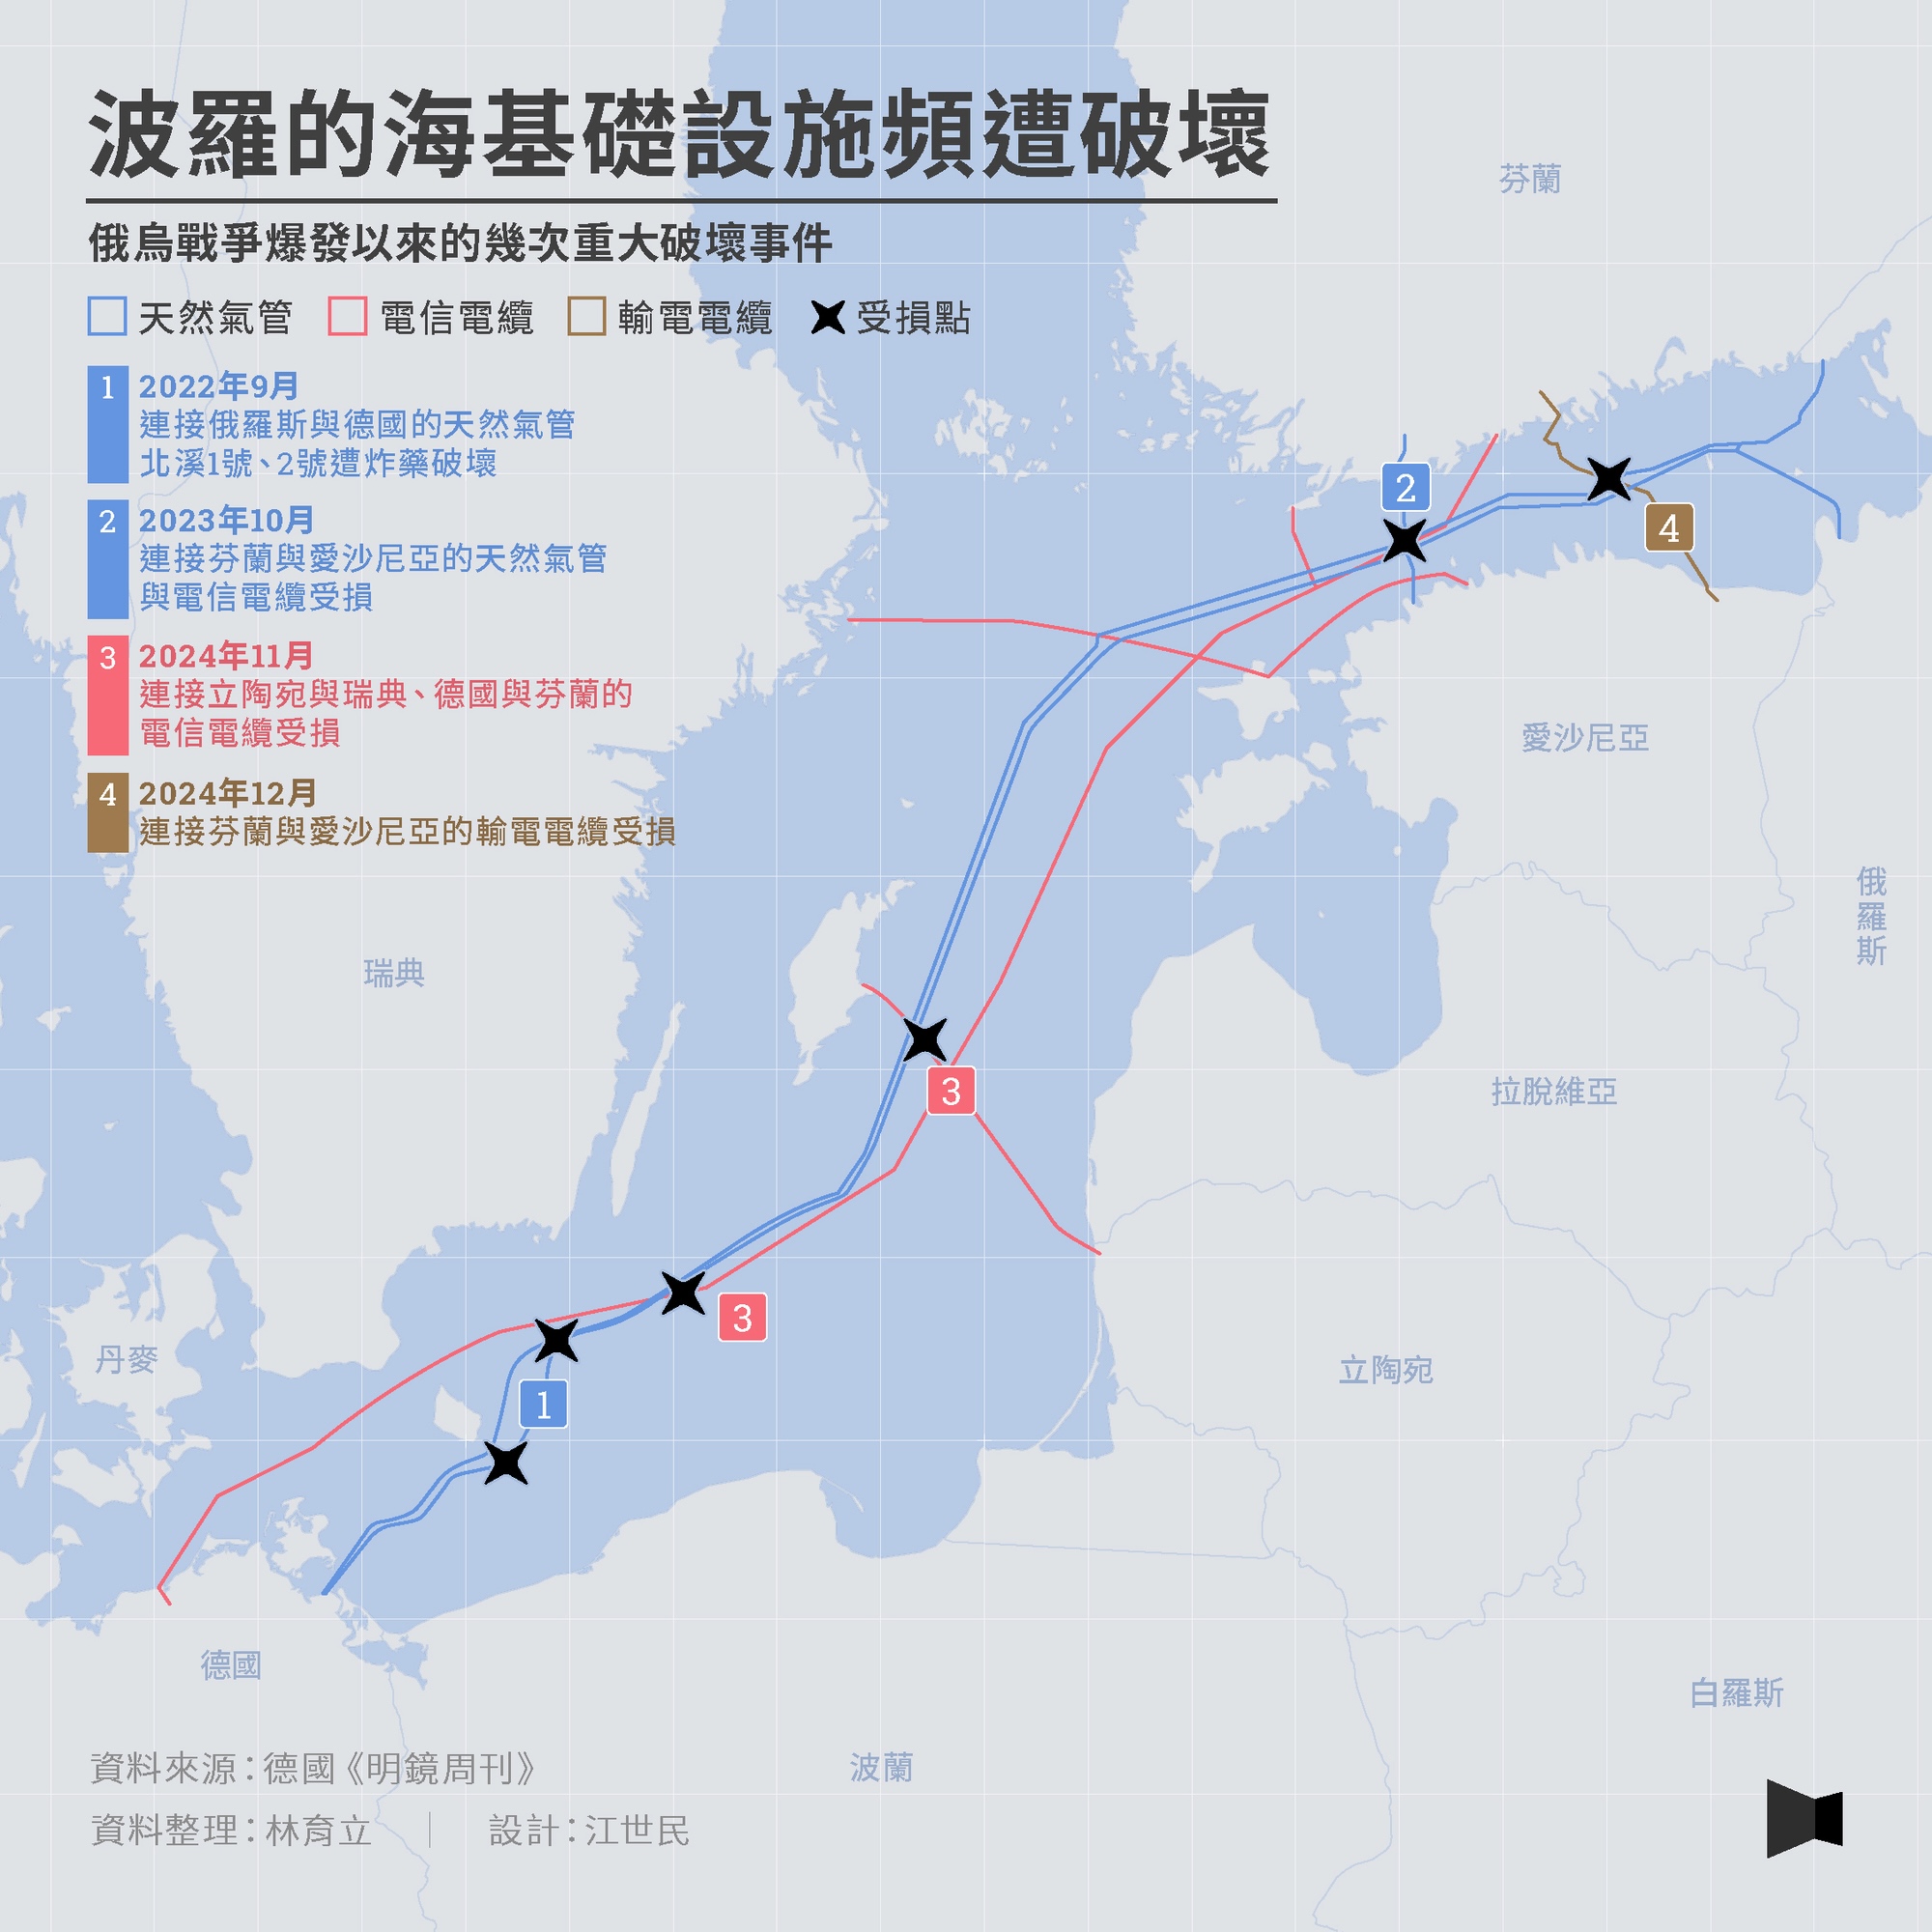 波羅的海基礎設施頻遭破壞
俄烏戰爭爆發以來的幾次重大破壞事件
天然氣管 電信電纜 輸電電纜 受損點
1 2022年9月
連接俄羅斯與德國的天然氣管
北溪1號、2號遭炸藥破壞
2 2023年10月
連接芬蘭與愛沙尼亞的天然氣管
與電信電纜受損
3 2024年11月
連接立陶宛與瑞典、德國與芬蘭的
電信電纜受損
4 2024年12月
連接芬蘭與愛沙尼亞的輸電電纜受損
芬蘭
2
4
愛沙尼亞
俄羅斯
瑞典
3
拉脫維亞
3
丹麥
立陶宛
1
德國
白羅斯
波蘭
資料來源：德國《明鏡周刊》
資料整理：林育立 ｜ 設計：江世民